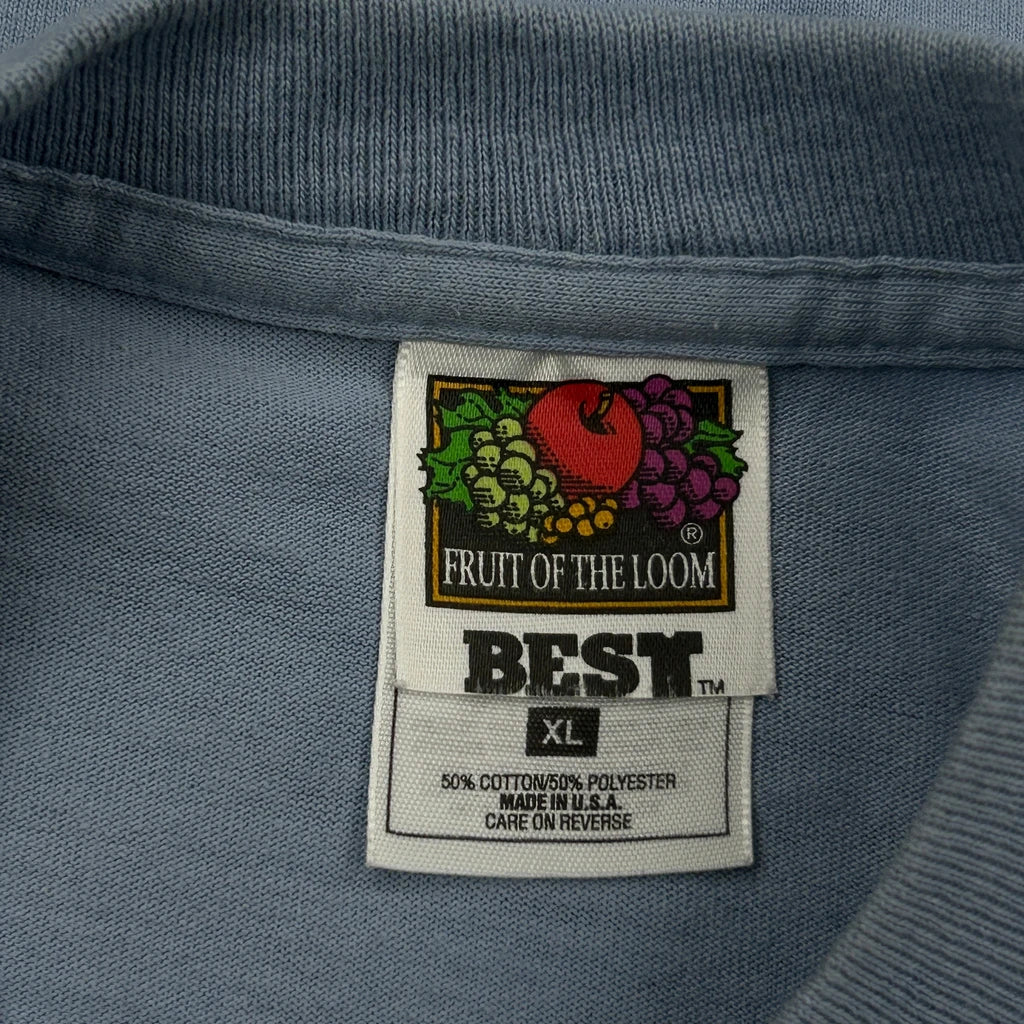 ®
FRUIT OF THE LOOM
BEST™
XL
50% COTTON/50% POLYESTER
MADE IN U.S.A.
CARE ON REVERSE